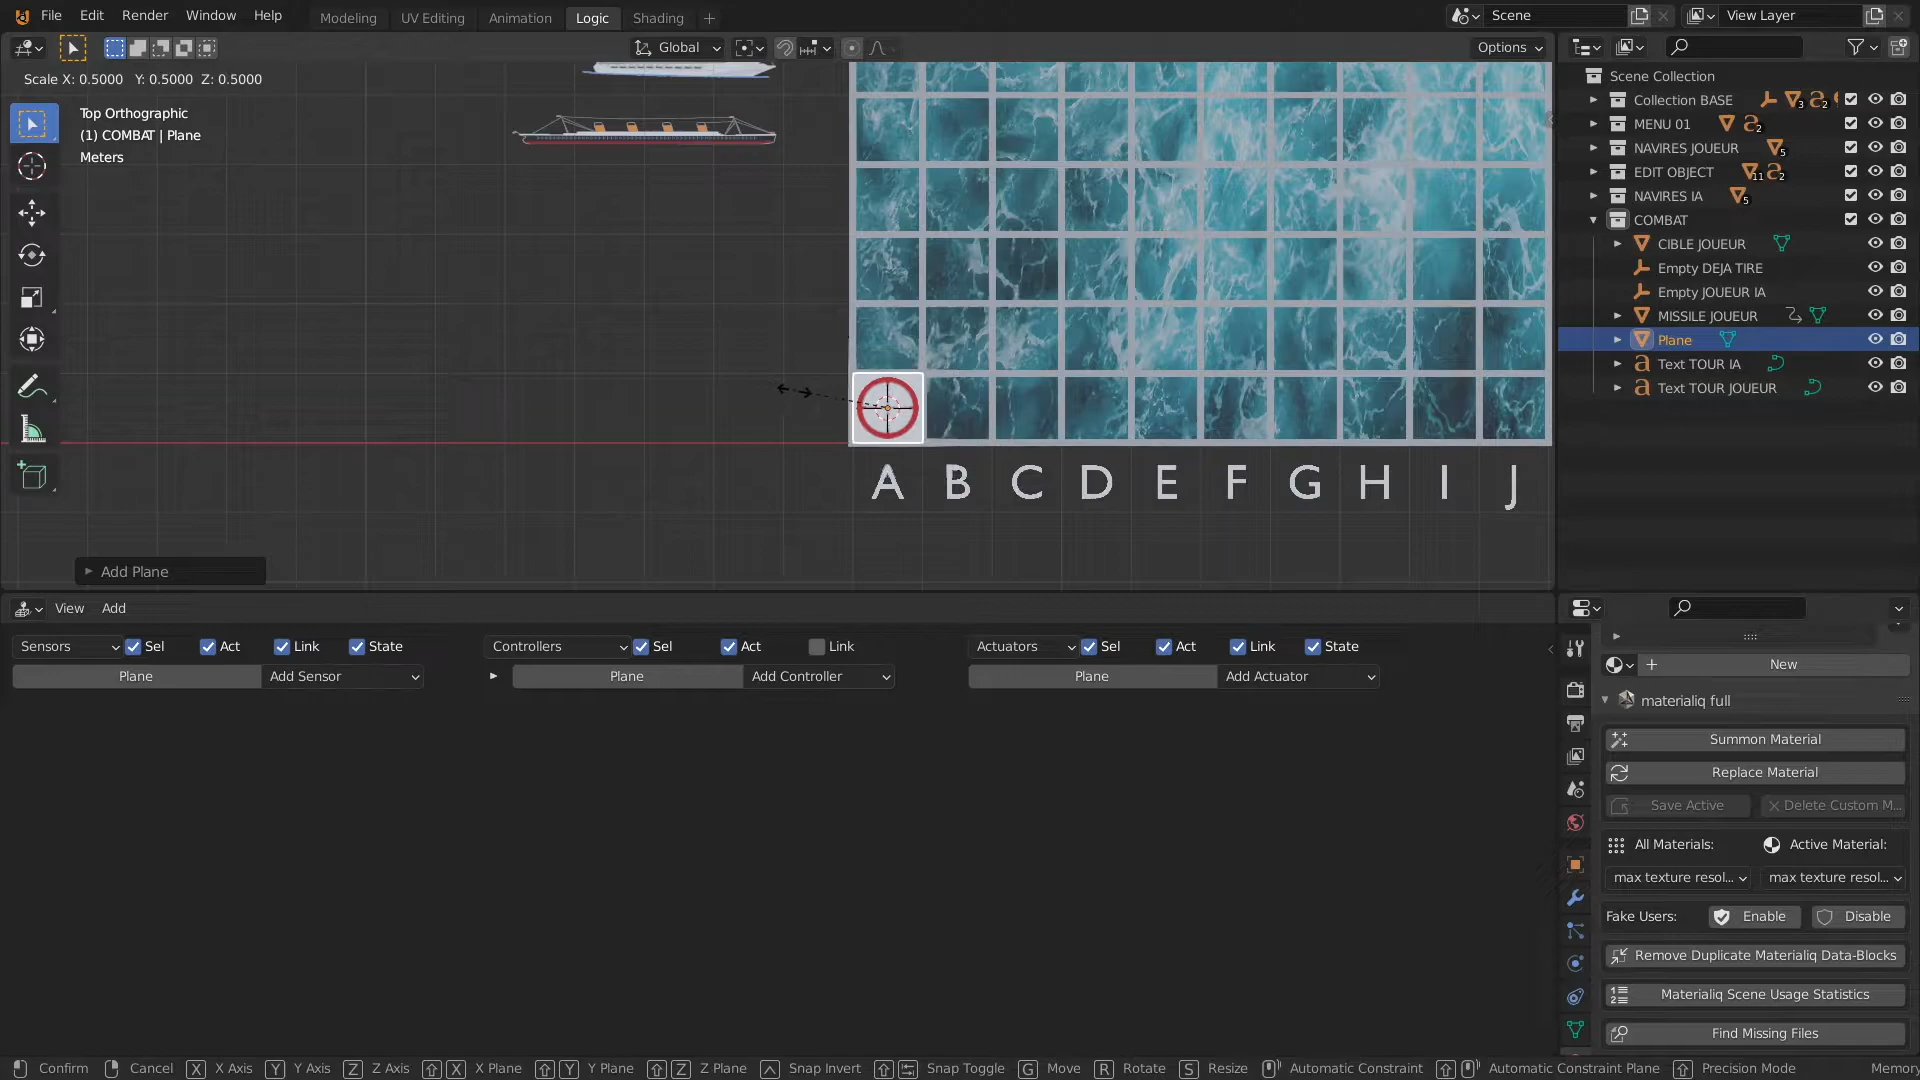 File Edit Render Window Help Modeling UV Editing Animation Logic Shading Scene View Layer
Global Options
Scale X: 0.5000 Y: 0.5000 Z: 0.5000
Top Orthographic
(1) COMBAT | Plane
Meters
Add Plane
A B C D E F G H I J
Scene Collection
Collection BASE 3 2
MENU 01 2
NAVIRES JOUEUR 5
EDIT OBJECT 11 2
NAVIRES IA 5
COMBAT
CIBLE JOUEUR
Empty DEJA TIRE
Empty JOUEUR IA
MISSILE JOUEUR
Plane
Text TOUR IA
Text TOUR JOUEUR
View Add
Sensors Sel Act Link State Controllers Sel Act Link Actuators Sel Act Link State
Plane Add Sensor Plane Add Controller Plane Add Actuator
New
materialiq full
Summon Material
Replace Material
Save Active Delete Custom M...
All Materials: Active Material:
max texture resol... max texture resol...
Fake Users: Enable Disable
Remove Duplicate Materialiq Data-Blocks
Materialiq Scene Usage Statistics
Find Missing Files
Confirm Cancel X X Axis Y Y Axis Z Z Axis X X Plane Y Y Plane Z Z Plane Snap Invert Snap Toggle G Move R Rotate S Resize Automatic Constraint Automatic Constraint Plane Precision Mode Memory